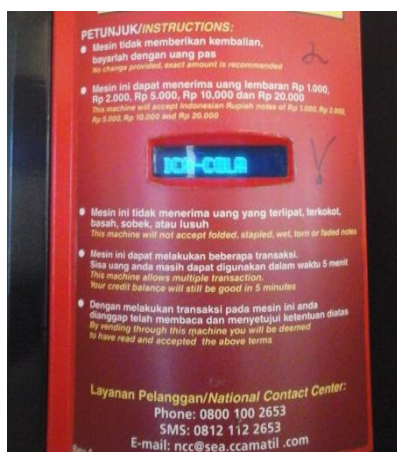 PETUNJUK/INSTRUCTIONS:
Mesin tidak memberikan kembalian,
bayarlah dengan uang pas
No change provided, exact amount is recommended
Mesin ini dapat menerima uang lembaran Rp 1.000,
Rp 2.000, Rp 5.000, Rp 10.000 dan Rp 20.000
This machine will accept Indonesian Rupiah notes of Rp 1.000, Rp 2.000,
Rp 5.000, Rp 10.000 and Rp 20.000
ICA-COLA
Mesin ini tidak menerima uang yang terlipat, terkokot,
basah, sobek, atau lusuh
This machine will not accept folded, stapled, wet, torn or faded notes
Mesin ini dapat melakukan beberapa transaksi.
Sisa uang anda masih dapat digunakan dalam waktu 5 menit
This machine allows multiple transaction.
Your credit balance will still be good in 5 minutes
Dengan melakukan transaksi pada mesin ini anda
dianggap telah membaca dan menyetujui ketentuan diatas
By vending through this machine you will be deemed
to have read and accepted the above terms
Layanan Pelanggan/National Contact Center:
Phone: 0800 100 2653
SMS: 0812 112 2653
E-mail: ncc@sea.ccamatil .com